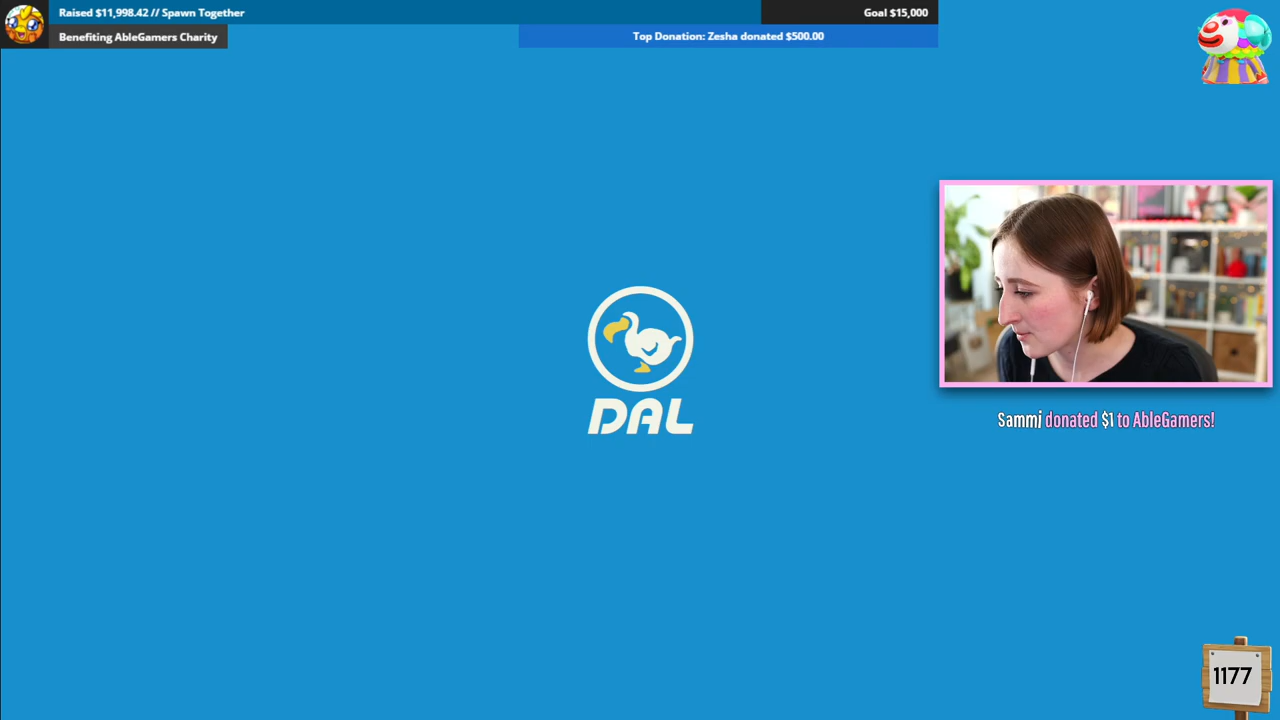 Raised $11,998.42 // Spawn Together
Goal $15,000
Benefiting AbleGamers Charity
Top Donation: Zesha donated $500.00
DAL
Sammj donated $1 to AbleGamers!
1177